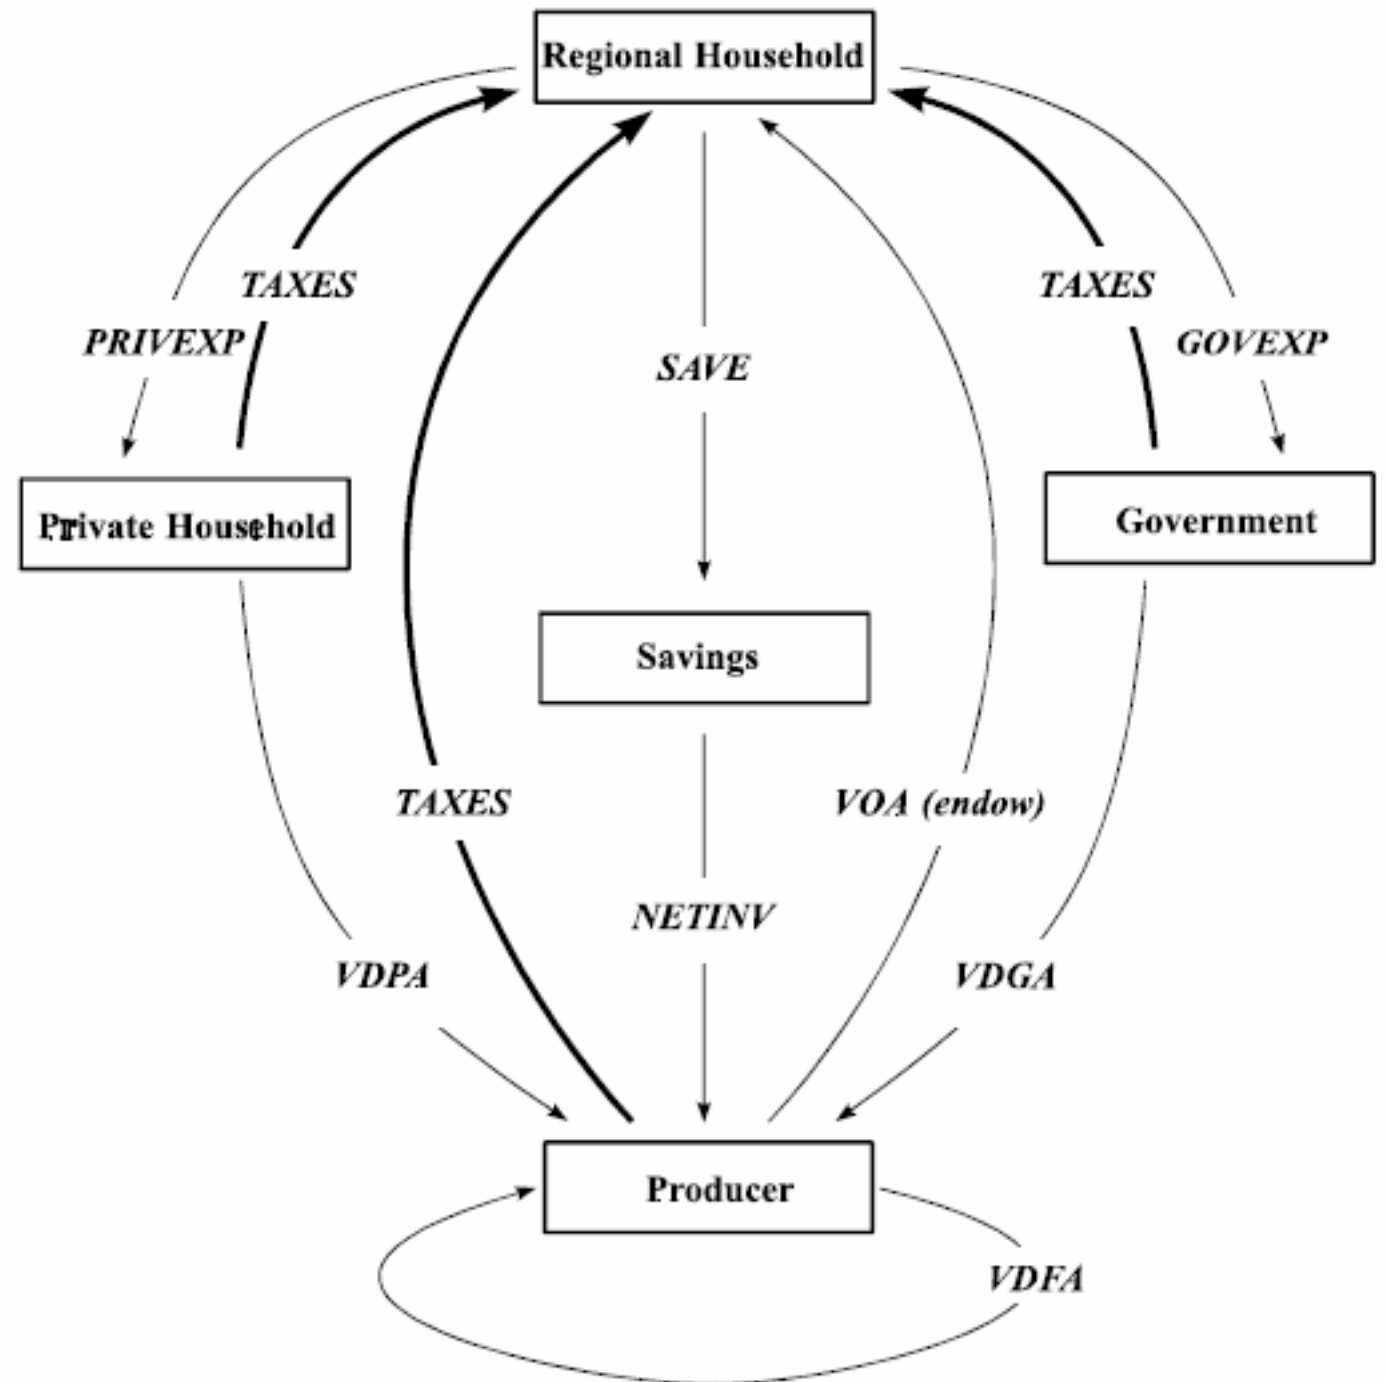 Regional Household
TAXES
TAXES
PRIVEXP
GOVEXP
SAVE
Private Household
Government
Savings
TAXES
VOA (endow)
NETINV
VDPA
VDGA
Producer
VDFA